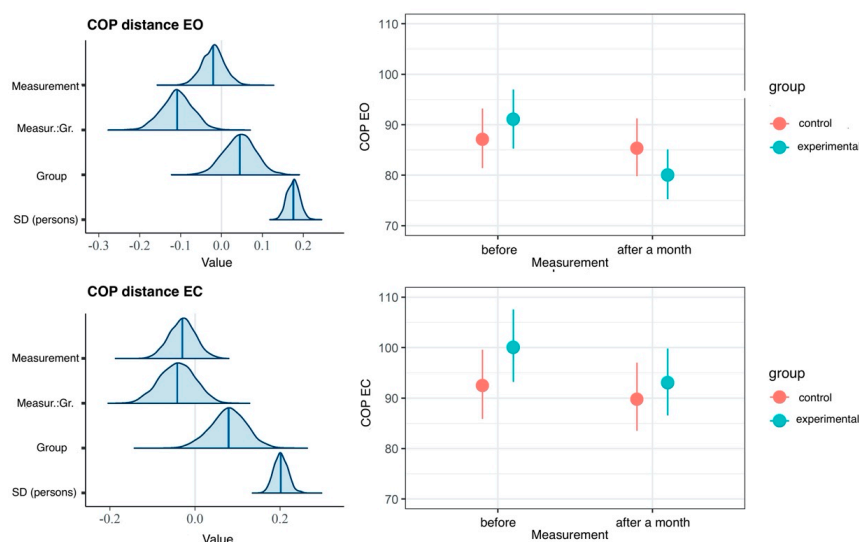 COP distance EO
Measurement
Measur.:Gr.
Group
SD (persons)
-0.3 -0.2 -0.1 0.0 0.1 0.2
Value
COP EO
110
100
90
80
70
before after a month
Measurement
group
control
experimental
COP distance EC
Measurement
Measur.:Gr.
Group
SD (persons)
-0.2 0.0 0.2
Value
COP EC
110
100
90
80
70
before after a month
Measurement
group
control
experimental